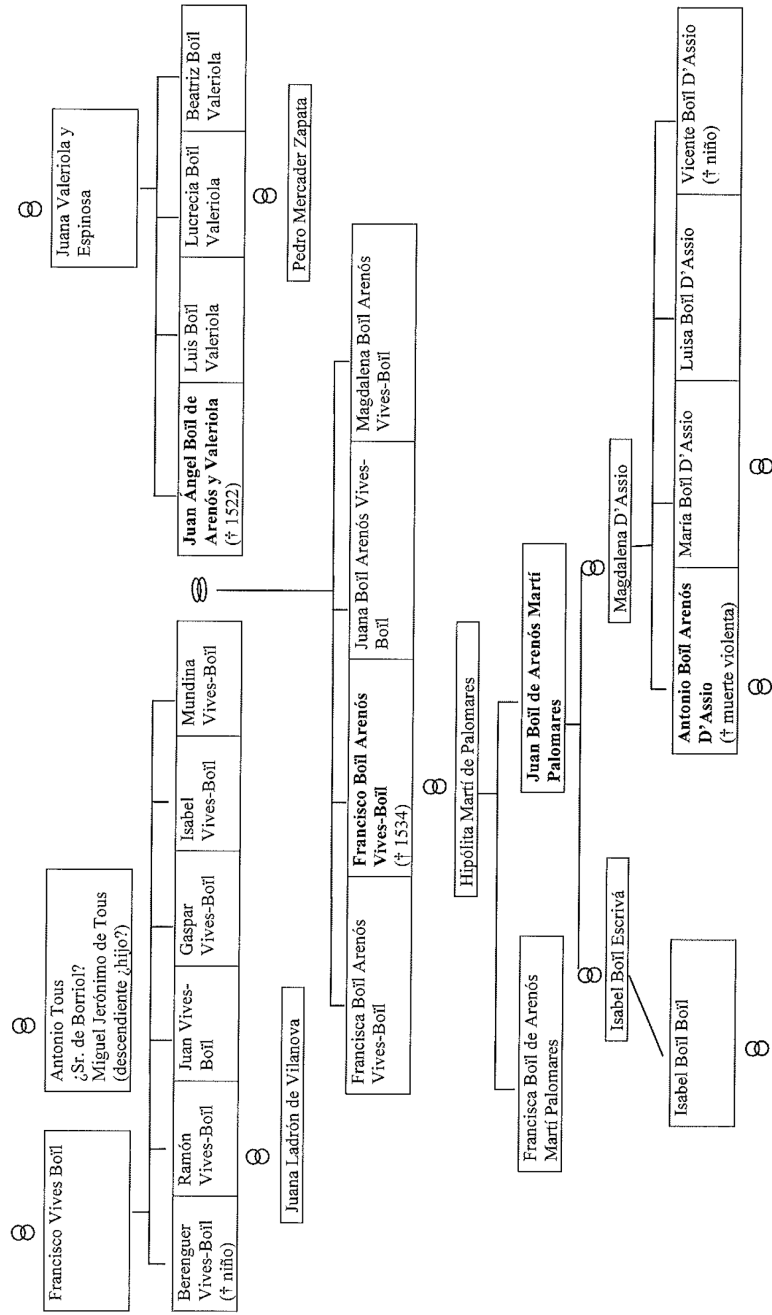 Francisco Vives Boïl
Antonio Tous
¿Sr. de Borriol?
Miguel Jerónimo de Tous
(descendiente ¿hijo?)
Juana Valeriola y
Espinosa
Berenguer
Vives-Boïl
(† niño)
Ramón
Vives-Boïl
Juan Vives-
Boïl
Gaspar
Vives-Boïl
Isabel
Vives-Boïl
Mundina
Vives-Boïl
Juan Ángel Boïl de
Arenós y Valeriola
(† 1522)
Luis Boïl
Valeriola
Lucrecia Boïl
Valeriola
Beatriz Boïl
Valeriola
Juana Ladrón de Vilanova
Pedro Mercader Zapata
Francisca Boïl Arenós
Vives-Boïl
Francisco Boïl Arenós
Vives-Boïl
(† 1534)
Juana Boïl Arenós Vives-
Boïl
Magdalena Boïl Arenós
Vives-Boïl
Hipólita Martí de Palomares
Francisca Boïl de Arenós
Martí Palomares
Juan Boïl de Arenós Martí
Palomares
Isabel Boïl Escrivá
Magdalena D'Assio
Isabel Boïl Boïl
Antonio Boïl Arenós
D'Assio
(† muerte violenta)
María Boïl D'Assio
Luisa Boïl D'Assio
Vicente Boïl D'Assio
(† niño)